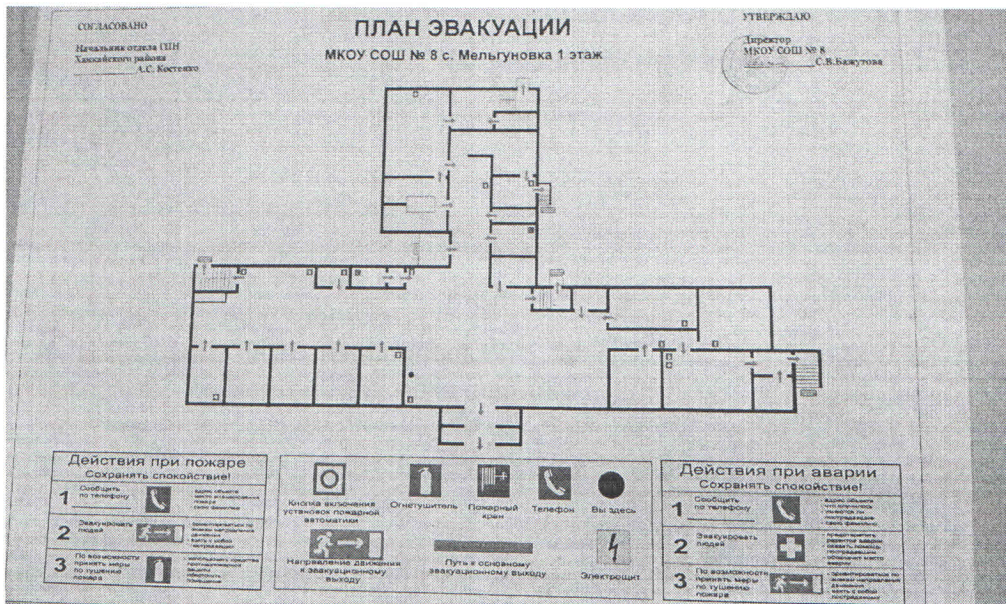 СОГЛАСОВАНО
Начальник отдела ГПН
Ханкайского района
А.С. Костенко
ПЛАН ЭВАКУАЦИИ
МКОУ СОШ № 8 с. Мельгуновка 1 этаж
УТВЕРЖДАЮ
Директор
МКОУ СОШ № 8
С.В.Бажутова
Действия при пожаре
Сохранять спокойствие!
1 Сообщить
по телефону
2 Эвакуировать
людей
3 По возможности
принять меры
по тушению
пожара
Кнопка включения
установок пожарной
автоматики
Огнетушитель
Пожарный
кран
Телефон
Вы здесь
Направление движения
к эвакуационному
выходу
Путь к основному
эвакуационному выходу
Электрощит
Действия при аварии
Сохранять спокойствие!
1 Сообщить
по телефону
2 Эвакуировать
людей
3 По возможности
принять меры
по тушению
пожара